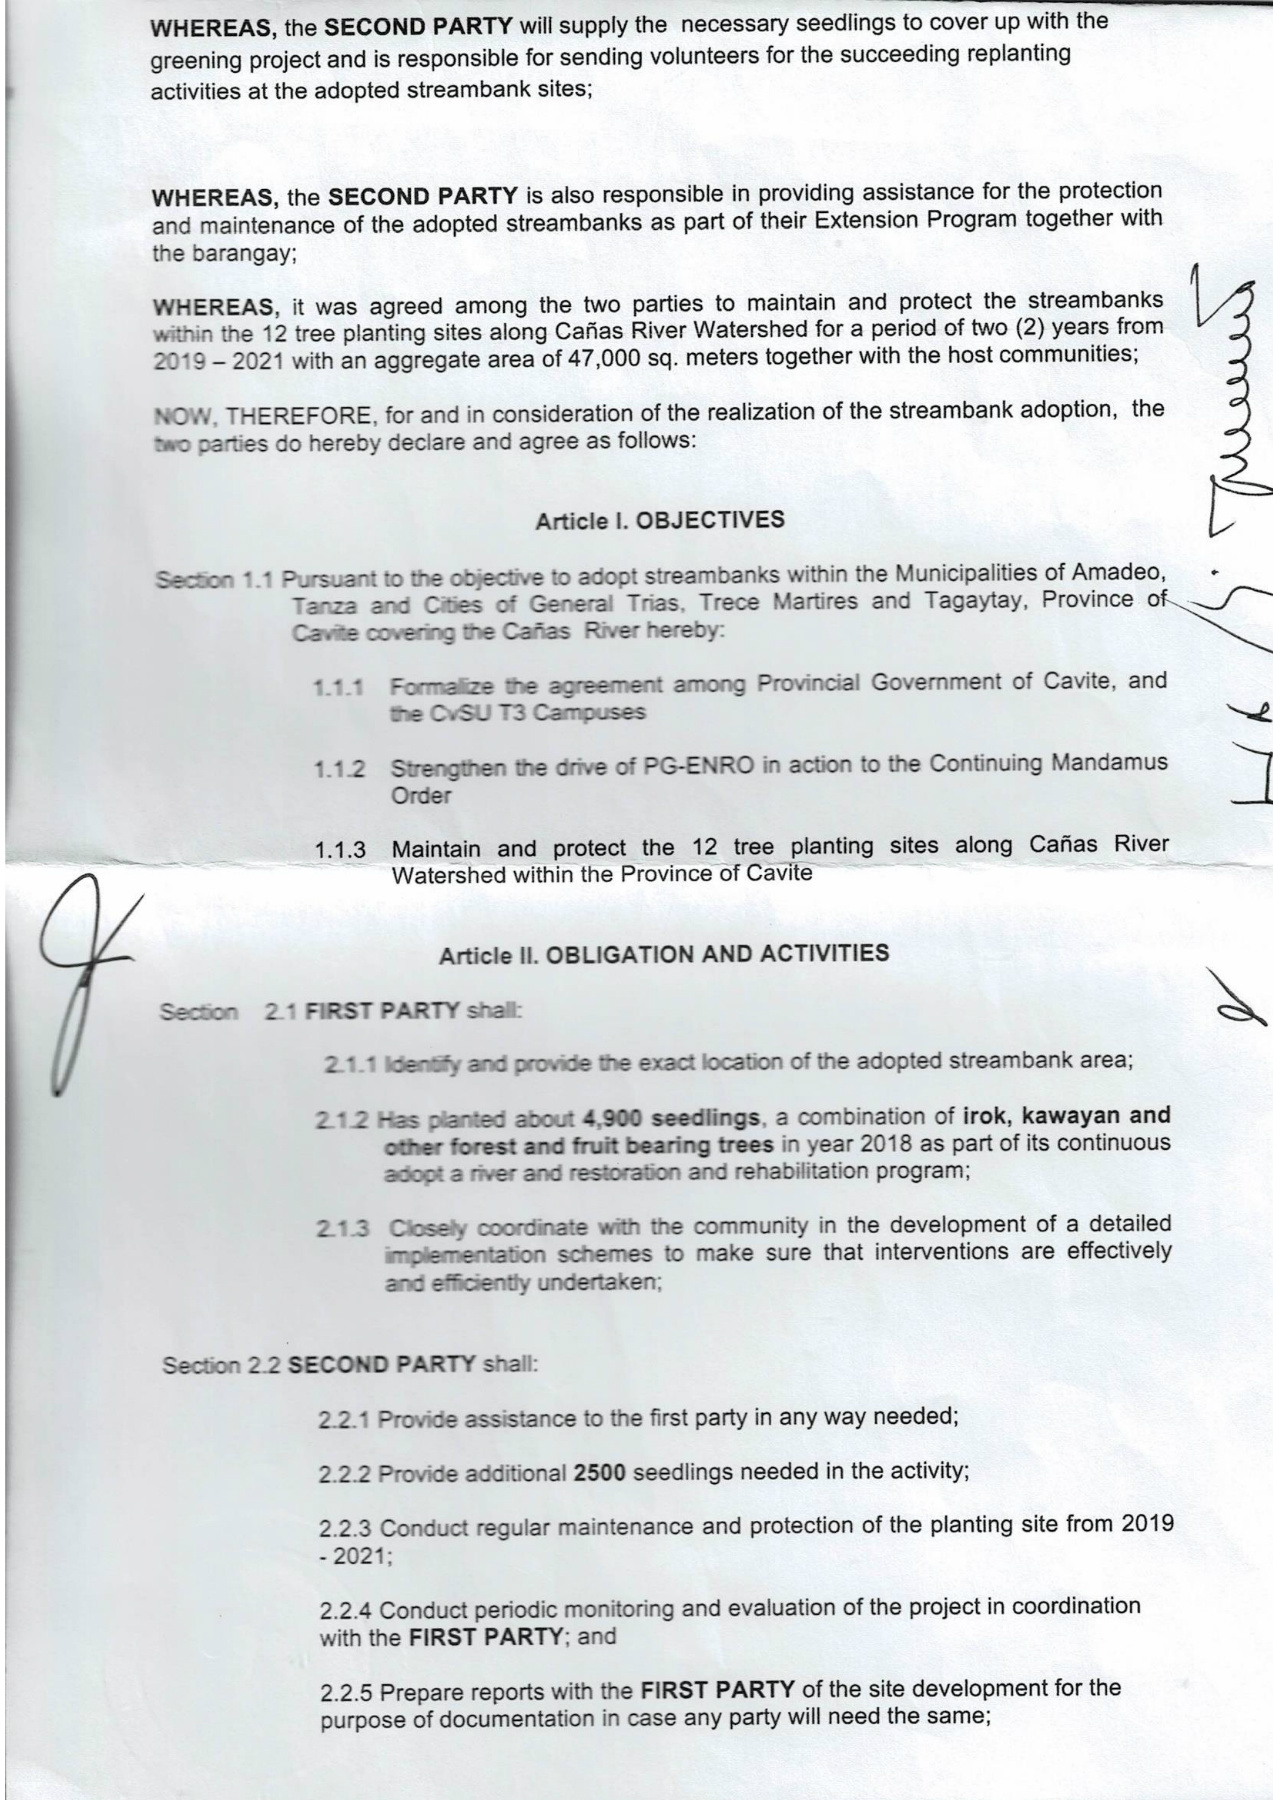 WHEREAS, the SECOND PARTY will supply the necessary seedlings to cover up with the
greening project and is responsible for sending volunteers for the succeeding replanting
activities at the adopted streambank sites;
WHEREAS, the SECOND PARTY is also responsible in providing assistance for the protection
and maintenance of the adopted streambanks as part of their Extension Program together with
the barangay;
WHEREAS, it was agreed among the two parties to maintain and protect the streambanks
within the 12 tree planting sites along Cañas River Watershed for a period of two (2) years from
2019 – 2021 with an aggregate area of 47,000 sq. meters together with the host communities;
NOW, THEREFORE, for and in consideration of the realization of the streambank adoption, the
two parties do hereby declare and agree as follows:
Article I. OBJECTIVES
Section 1.1 Pursuant to the objective to adopt streambanks within the Municipalities of Amadeo,
Tanza and Cities of General Trias, Trece Martires and Tagaytay, Province of
Cavite covering the Cañas River hereby:
1.1.1 Formalize the agreement among Provincial Government of Cavite, and
the CvSU T3 Campuses
1.1.2 Strengthen the drive of PG-ENRO in action to the Continuing Mandamus
Order
1.1.3 Maintain and protect the 12 tree planting sites along Cañas River
Watershed within the Province of Cavite
Article II. OBLIGATION AND ACTIVITIES
Section 2.1 FIRST PARTY shall:
2.1.1 Identify and provide the exact location of the adopted streambank area;
2.1.2 Has planted about 4,900 seedlings, a combination of irok, kawayan and
other forest and fruit bearing trees in year 2018 as part of its continuous
adopt a river and restoration and rehabilitation program;
2.1.3 Closely coordinate with the community in the development of a detailed
implementation schemes to make sure that interventions are effectively
and efficiently undertaken;
Section 2.2 SECOND PARTY shall:
2.2.1 Provide assistance to the first party in any way needed;
2.2.2 Provide additional 2500 seedlings needed in the activity;
2.2.3 Conduct regular maintenance and protection of the planting site from 2019
- 2021;
2.2.4 Conduct periodic monitoring and evaluation of the project in coordination
with the FIRST PARTY; and
2.2.5 Prepare reports with the FIRST PARTY of the site development for the
purpose of documentation in case any party will need the same;